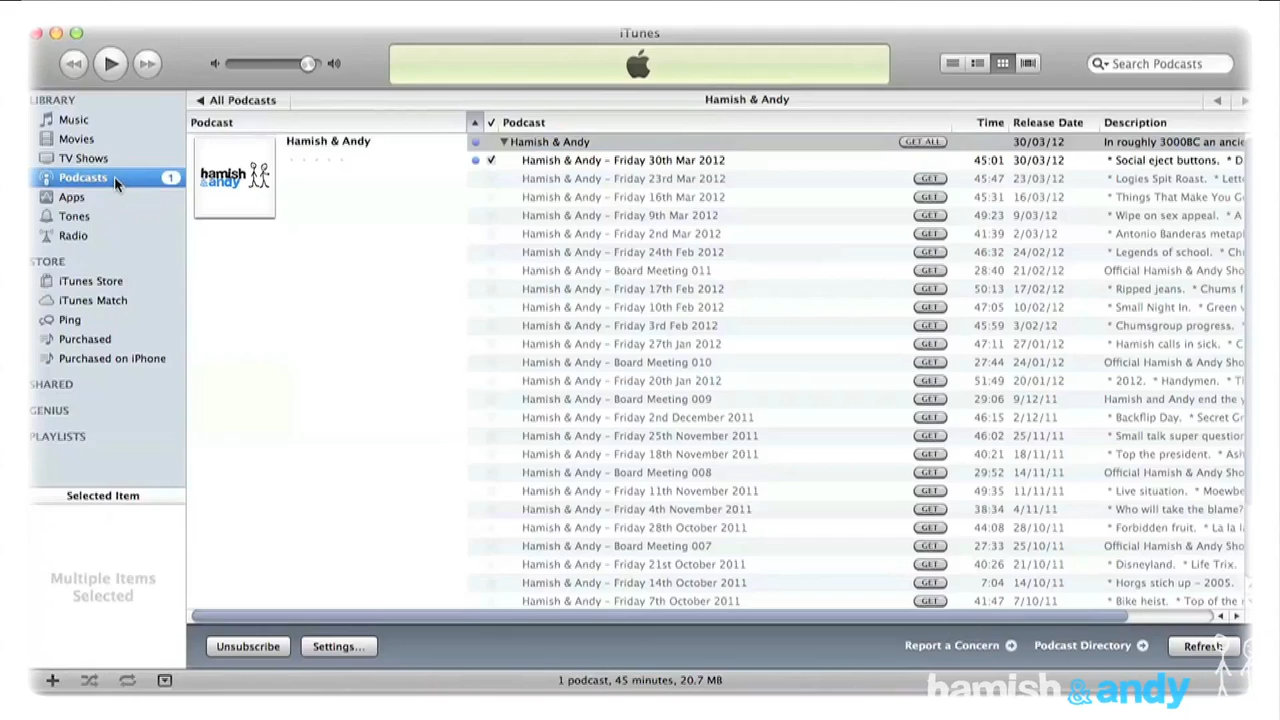 iTunes
Search Podcasts
LIBRARY
Music
Movies
TV Shows
Podcasts 1
Apps
Tones
Radio
STORE
iTunes Store
iTunes Match
Ping
Purchased
Purchased on iPhone
SHARED
GENIUS
PLAYLISTS
Selected Item
Multiple Items
Selected
All Podcasts Hamish & Andy
Podcast
hamish
&andy
Hamish & Andy
Podcast Time Release Date Description
Hamish & Andy GET ALL 30/03/12 In roughly 30008C an ancie
Hamish & Andy – Friday 30th Mar 2012 45:01 30/03/12 * Social eject buttons. * D
Hamish & Andy – Friday 23rd Mar 2012 GET 45:47 23/03/12 * Logies Spit Roast. * Lett
Hamish & Andy – Friday 16th Mar 2012 GET 45:31 16/03/12 * Things That Make You G
Hamish & Andy – Friday 9th Mar 2012 GET 49:23 9/03/12 * Wipe on sex appeal. * A
Hamish & Andy – Friday 2nd Mar 2012 GET 41:39 2/03/12 * Antonio Banderas metap
Hamish & Andy – Friday 24th Feb 2012 GET 46:32 24/02/12 * Legends of school. * Cert
Hamish & Andy – Board Meeting 011 GET 28:40 21/02/12 Official Hamish & Andy Sho
Hamish & Andy – Friday 17th Feb 2012 GET 50:13 17/02/12 * Ripped jeans. * Chums f
Hamish & Andy – Friday 10th Feb 2012 GET 47:05 10/02/12 * Small Night In. * Green v
Hamish & Andy – Friday 3rd Feb 2012 GET 45:59 3/02/12 * Chumsgroup progress. *
Hamish & Andy – Friday 27th Jan 2012 GET 47:11 27/01/12 * Hamish calls in sick. * C
Hamish & Andy – Board Meeting 010 GET 27:44 24/01/12 Official Hamish & Andy Sho
Hamish & Andy – Friday 20th Jan 2012 GET 51:49 20/01/12 * 2012. * Handymen. * T
Hamish & Andy – Board Meeting 009 GET 29:06 9/12/11 Hamish and Andy end the y
Hamish & Andy – Friday 2nd December 2011 GET 46:15 2/12/11 * Backflip Day. * Secret Gr
Hamish & Andy – Friday 25th November 2011 GET 46:02 25/11/11 * Small talk super question
Hamish & Andy – Friday 18th November 2011 GET 40:21 18/11/11 * Top the president. * Ash
Hamish & Andy – Board Meeting 008 GET 29:52 14/11/11 Official Hamish & Andy Sho
Hamish & Andy – Friday 11th November 2011 GET 49:35 11/11/11 * Live situation. * Moewbe
Hamish & Andy – Friday 4th November 2011 GET 38:34 4/11/11 * Who will take the blame?
Hamish & Andy – Friday 28th October 2011 GET 44:08 28/10/11 * Forbidden fruit. * La la l
Hamish & Andy – Board Meeting 007 GET 27:33 25/10/11 Official Hamish & Andy Sho
Hamish & Andy – Friday 21st October 2011 GET 40:26 21/10/11 * Disneyland. * Life Trix.
Hamish & Andy – Friday 14th October 2011 GET 7:04 14/10/11 * Horgs stich up – 2005.
Hamish & Andy – Friday 7th October 2011 GET 41:47 7/10/11 * Bike heist. * Top of the
Unsubscribe Settings... Report a Concern Podcast Directory Refresh
1 podcast, 45 minutes, 20.7 MB
hamish &andy